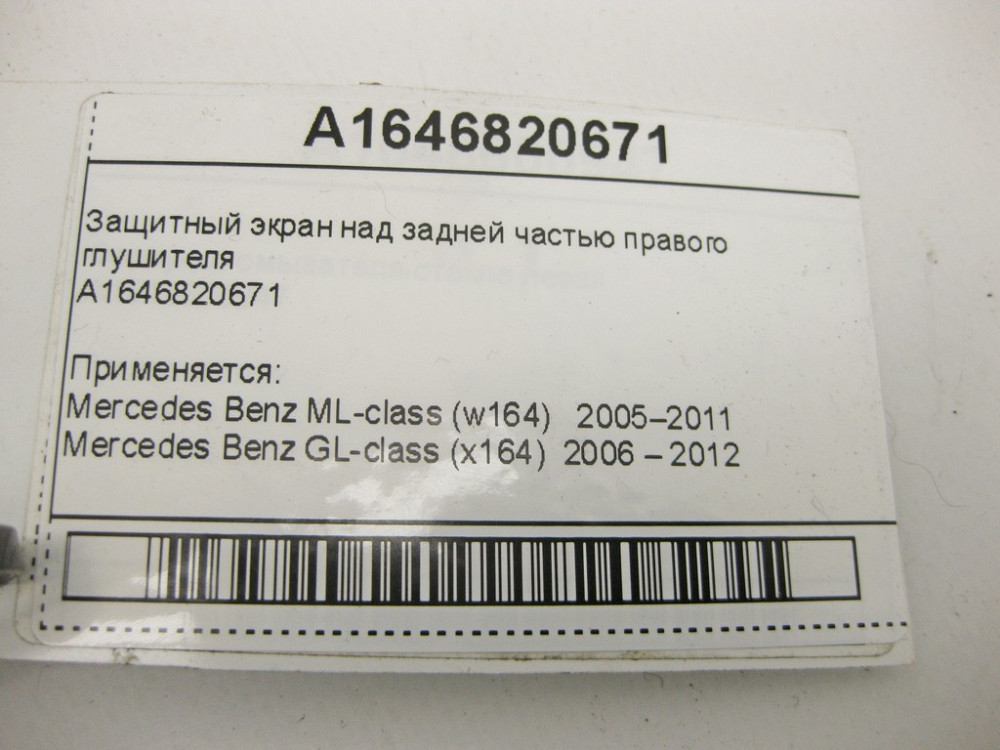 A1646820671
Защитный экран над задней частью правого
глушителя
A1646820671
Применяется:
Mercedes Benz ML-class (w164) 2005–2011
Mercedes Benz GL-class (x164) 2006 – 2012